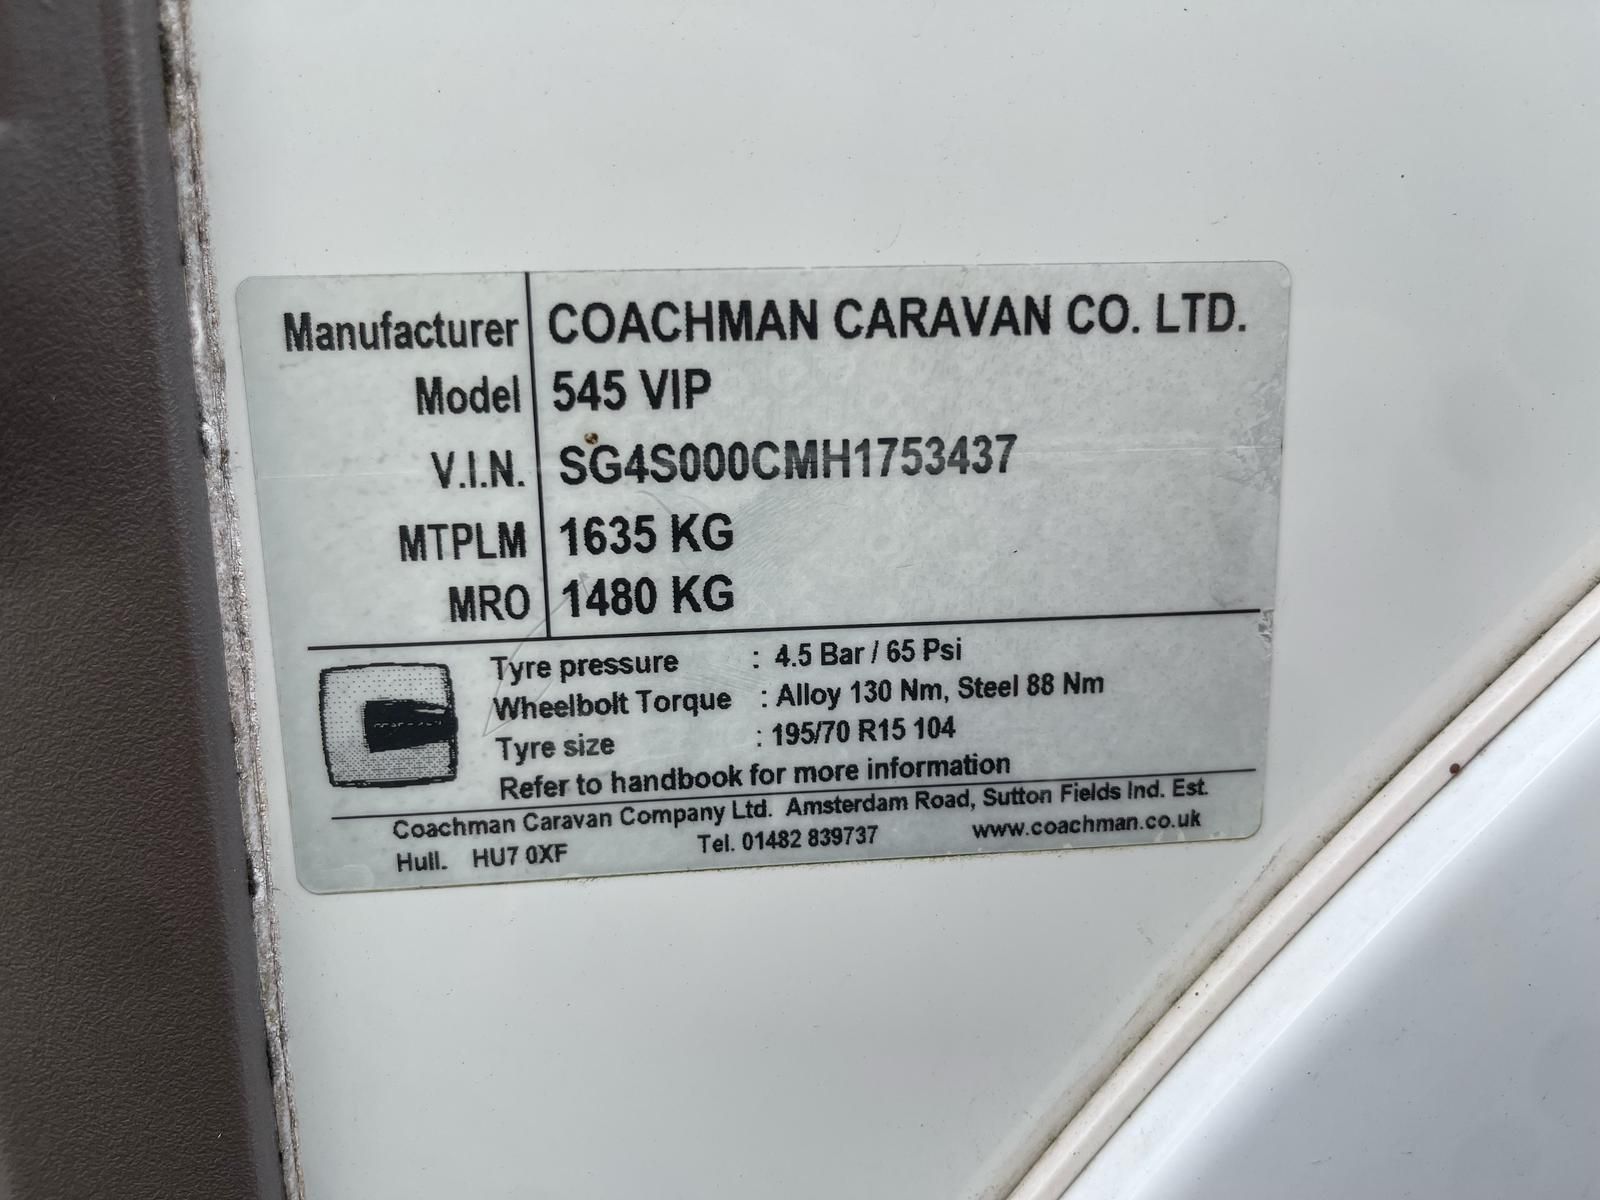 Manufacturer COACHMAN CARAVAN CO. LTD.
Model 545 VIP
V.I.N. SG4S000CMH1753437
MTPLM 1635 KG
MRO 1480 KG
Tyre pressure : 4.5 Bar / 65 Psi
Wheelbolt Torque : Alloy 130 Nm, Steel 88 Nm
Tyre size : 195/70 R15 104
Refer to handbook for more information
Coachman Caravan Company Ltd. Amsterdam Road, Sutton Fields Ind. Est.
Hull. HU7 0XF Tel. 01482 839737 www.coachman.co.uk